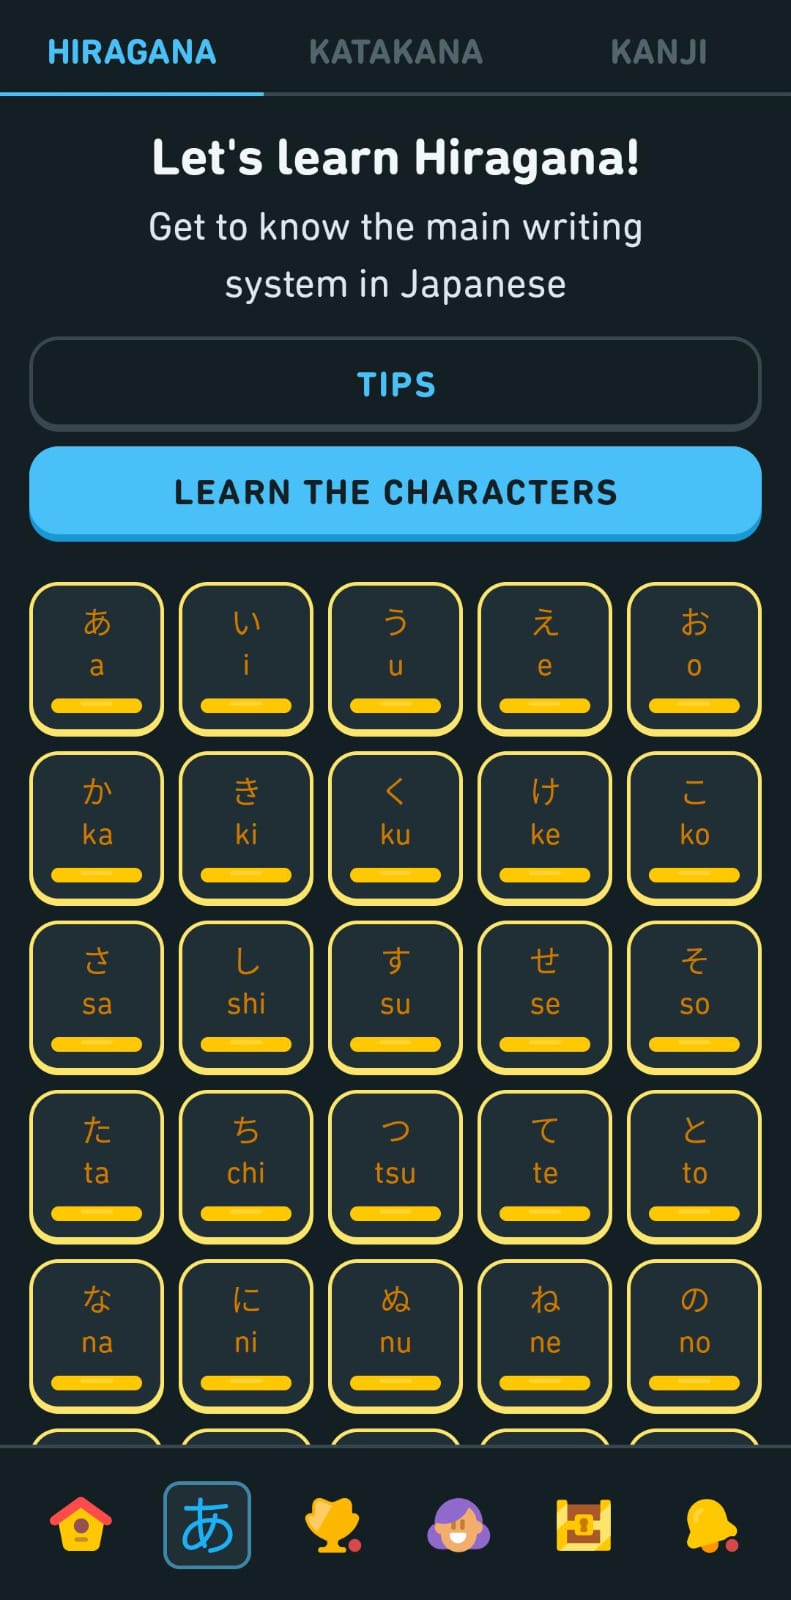 HIRAGANA KATAKANA KANJI
Let's learn Hiragana!
Get to know the main writing
system in Japanese
TIPS
LEARN THE CHARACTERS
あ い う え お
a i u e o
か き く け こ
ka ki ku ke ko
さ し す せ そ
sa shi su se so
た ち つ て と
ta chi tsu te to
な に ぬ ね の
na ni nu ne no
あ